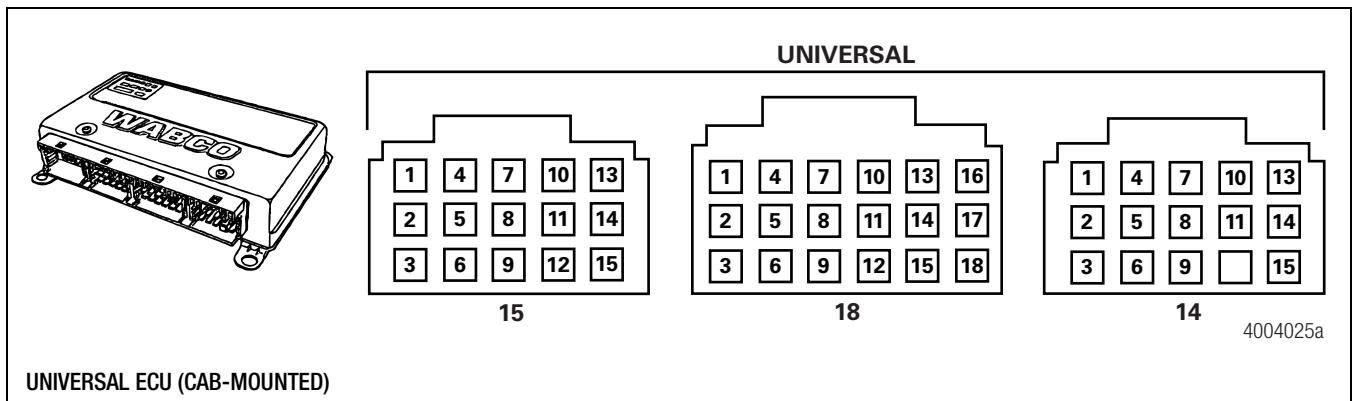 UNIVERSAL
WABCO
1 4 7 10 13
2 5 8 11 14
3 6 9 12 15
15
1 4 7 10 13 16
2 5 8 11 14 17
3 6 9 12 15 18
18
1 4 7 10 13
2 5 8 11 14
3 6 9 15
14
4004025a
UNIVERSAL ECU (CAB-MOUNTED)